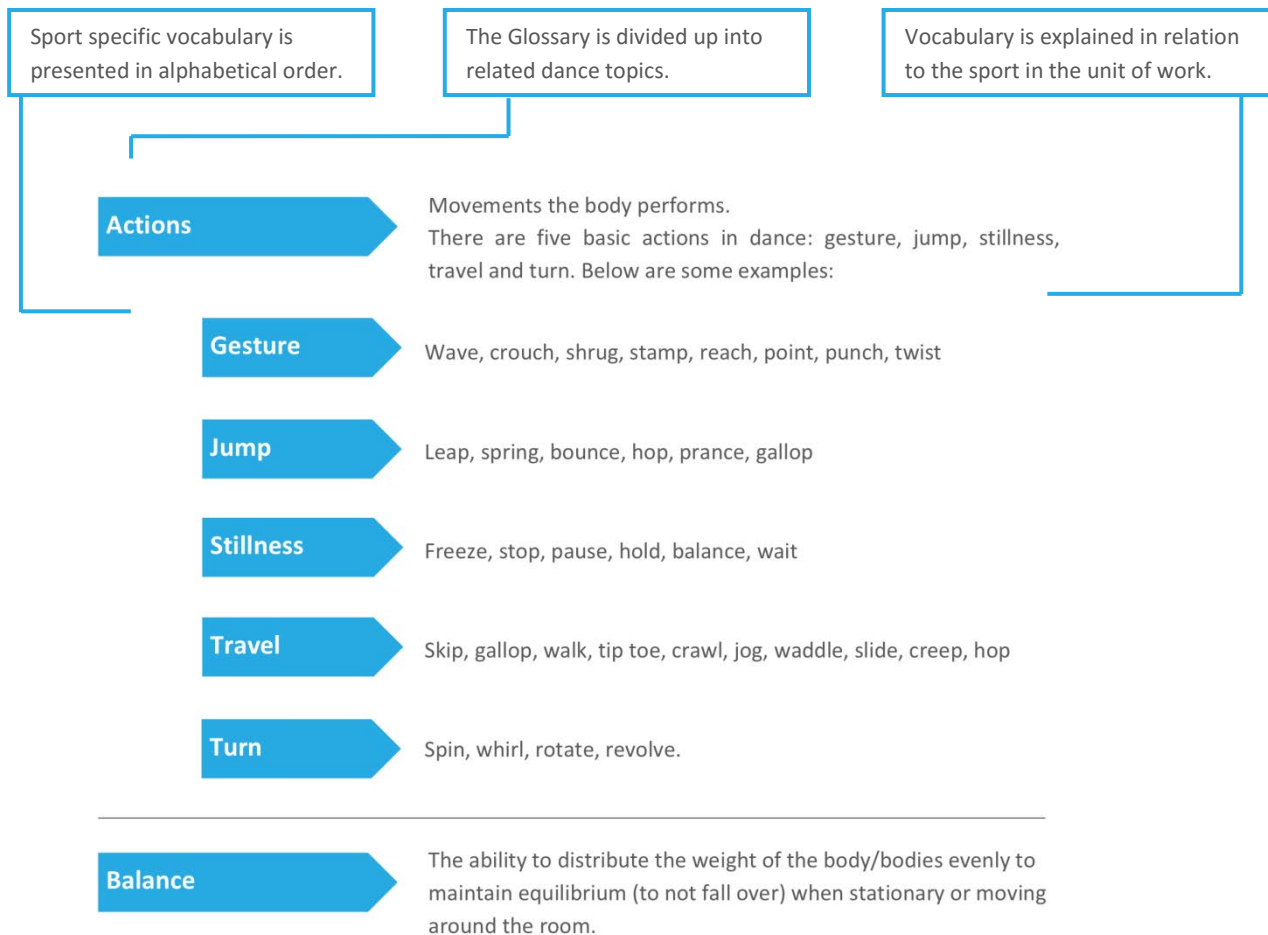 Sport specific vocabulary is
presented in alphabetical order.
The Glossary is divided up into
related dance topics.
Vocabulary is explained in relation
to the sport in the unit of work.
Actions
Movements the body performs.
There are five basic actions in dance: gesture, jump, stillness,
travel and turn. Below are some examples:
Gesture
Wave, crouch, shrug, stamp, reach, point, punch, twist
Jump
Leap, spring, bounce, hop, prance, gallop
Stillness
Freeze, stop, pause, hold, balance, wait
Travel
Skip, gallop, walk, tip toe, crawl, jog, waddle, slide, creep, hop
Turn
Spin, whirl, rotate, revolve.
Balance
The ability to distribute the weight of the body/bodies evenly to
maintain equilibrium (to not fall over) when stationary or moving
around the room.